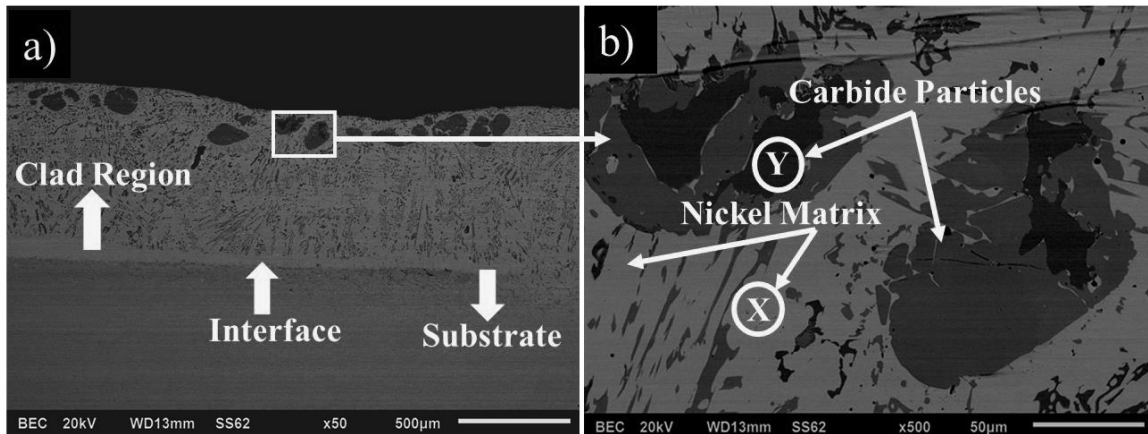 a)
Clad Region
Interface
Substrate
BEC 20kV WD13mm SS62 x50 500µm
b)
Carbide Particles
Y
Nickel Matrix
X
BEC 20kV WD13mm SS62 x500 50µm